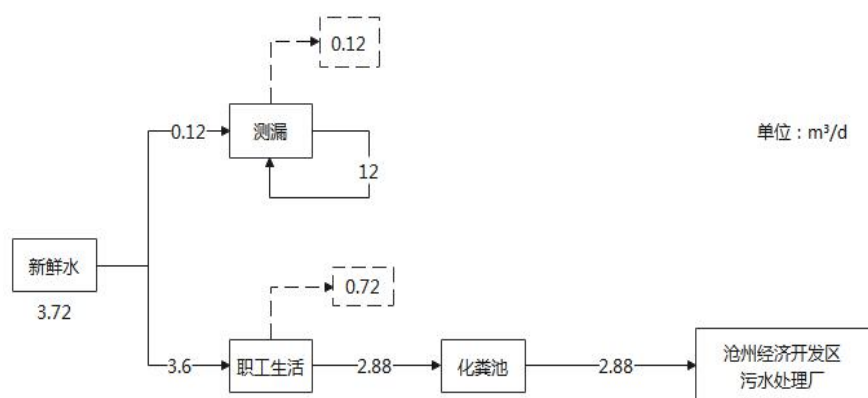 0.12
0.12
测漏
单位：m³/d
12
新鲜水
3.72
0.72
3.6
职工生活
2.88
化粪池
2.88
沧州经济开发区
污水处理厂